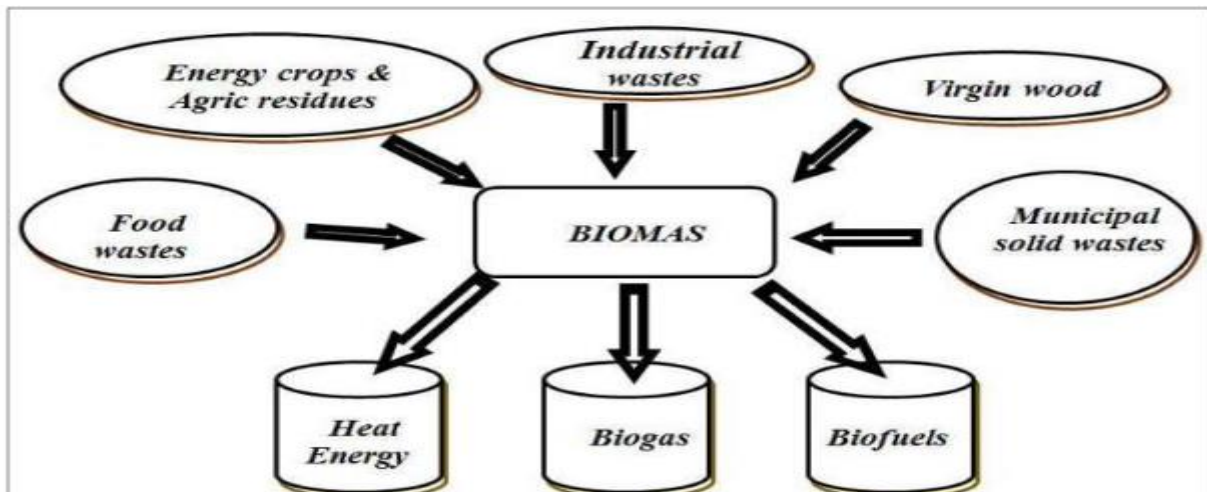 Energy crops &
Agric residues
Industrial
wastes
Virgin wood
Food
wastes
BIOMAS
Municipal
solid wastes
Heat
Energy
Biogas
Biofuels